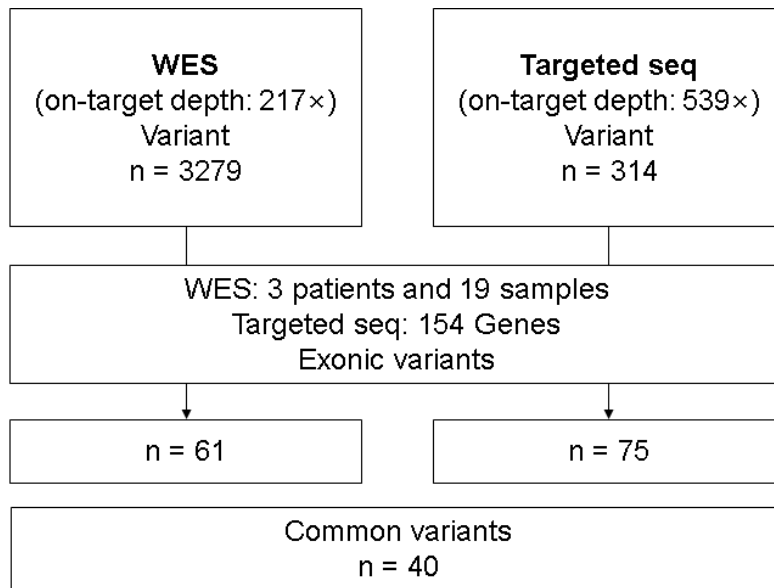 WES
(on-target depth: 217×)
Variant
n = 3279
Targeted seq
(on-target depth: 539×)
Variant
n = 314
WES: 3 patients and 19 samples
Targeted seq: 154 Genes
Exonic variants
n = 61
n = 75
Common variants
n = 40